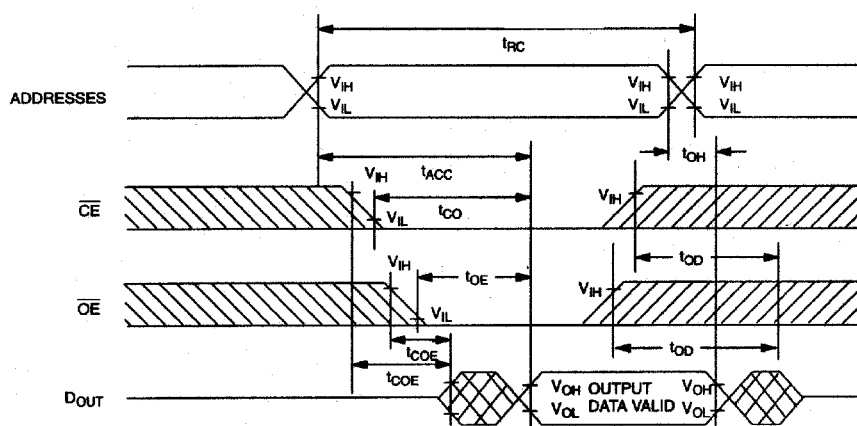 tRC
ADDRESSES
VIH
VIL
VIH
VIL
VIH
VIL
tOH
tACC
CE
VIH
VIL
tCO
VIH
tOD
OE
VIH
VIL
tOE
VIH
tOD
tCOE
tCOE
DOUT
VOH OUTPUT VOH
VOL DATA VALID VOL